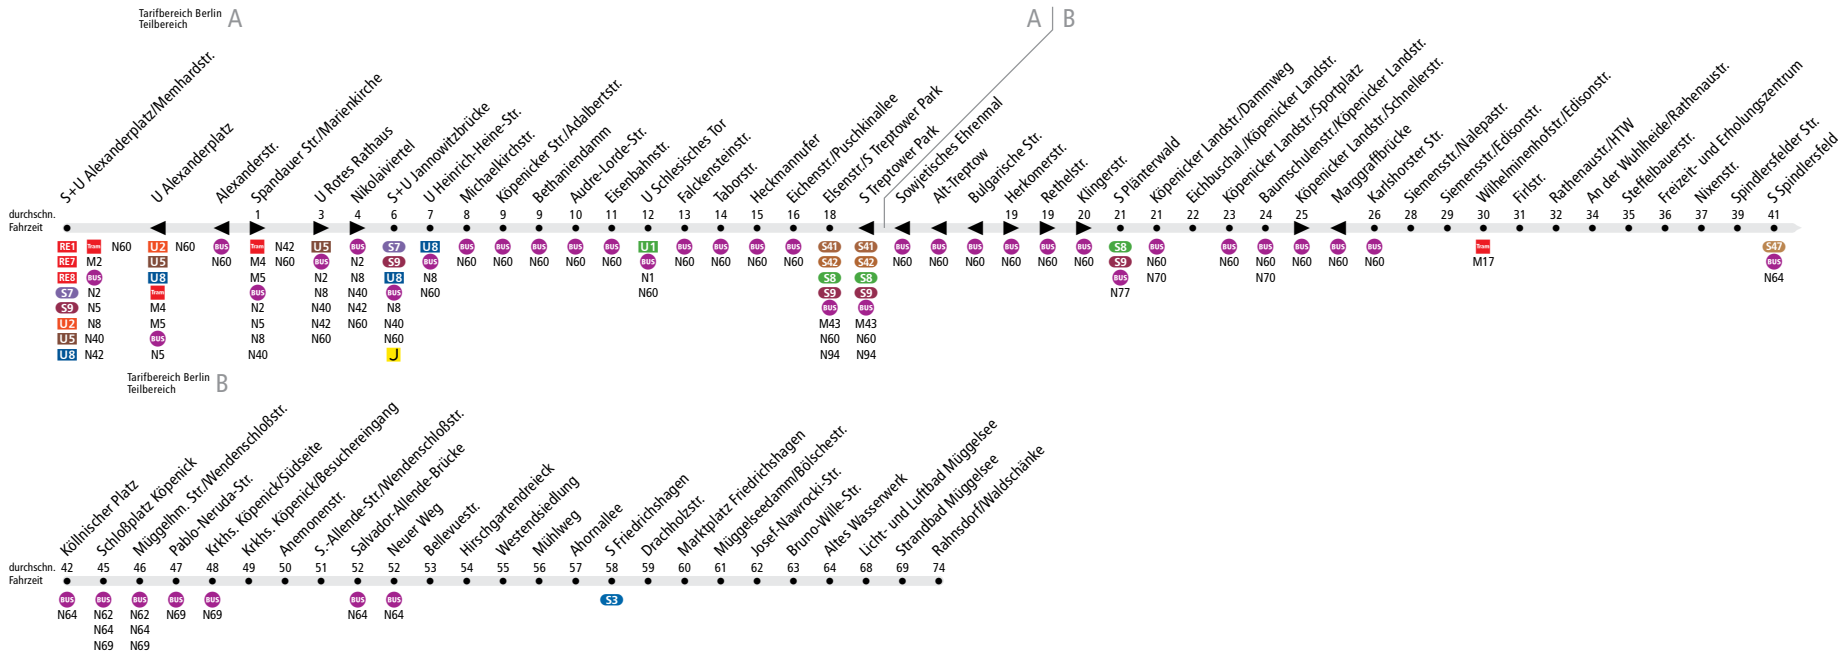 Tarifbereich Berlin
Teilbereich
A
A
B
S+U Alexanderplatz/Memhardstr.
U Alexanderplatz
Alexanderstr.
Spandauer Str./Marienkirche
U Rotes Rathaus
Nikolaiviertel
S+U Jannowitzbrücke
U Heinrich-Heine-Str.
Michaelkirchstr.
Köpenicker Str./Adalbertstr.
Bethaniendamm
Audre-Lorde-Str.
Eisenbahnstr.
U Schlesisches Tor
Falckensteinstr.
Taborstr.
Heckmannufer
Eichenstr./Puschkinallee
Elsenstr./S Treptower Park
S Treptower Park
Sowjetisches Ehrenmal
Alt-Treptow
Bulgarische Str.
Herkomerstr.
Rethelstr.
Klingerstr.
S Plänterwald
Köpenicker Landstr./Dammweg
Eichbuschal./Köpenicker Landstr.
Köpenicker Landstr./Sportplatz
Baumschulenstr./Köpenicker Landstr.
Köpenicker Landstr./Schnellerstr.
Marggraffbrücke
Karlshorster Str.
Siemensstr./Nalepastr.
Siemensstr./Edisonstr.
Wilhelminenhofstr./Edisonstr.
Firlstr.
Rathenaustr./HTW
An der Wuhlheide/Rathenaustr.
Steffelbauerstr.
Freizeit- und Erholungszentrum
Nixenstr.
Spindlersfelder Str.
S Spindlersfeld
durchschn.
Fahrzeit
1 3 4 6 7 8 9 9 10 11 12 13 14 15 16 18 19 19 20 21 21 22 23 24 25 26 28 29 30 31 32 34 35 36 37 39 41
RE1 Tram N60 U2 N60 BUS Tram N42 U5 BUS S7 U8 BUS BUS BUS BUS BUS U1 BUS BUS BUS BUS S41 S41 BUS BUS BUS BUS BUS BUS S8 BUS BUS BUS BUS BUS BUS Tram S47
RE7 M2 U5 N60 M4 N60 BUS N2 S9 BUS N60 N60 N60 N60 N60 BUS N60 N60 N60 N60 S42 S42 N60 N60 N60 N60 N60 N60 S9 N60 N60 N60 N60 N60 N60 M17 BUS
RE8 BUS U8 M5 N2 N8 U8 N8 N1 S8 S8 BUS N70 N70 N64
S7 N2 Tram BUS N8 N40 BUS N60 N60 S9 S9 N77
S9 N5 M4 N2 N40 N42 N8 BUS BUS
U2 N8 M5 N5 N42 N60 N40 M43 M43
U5 N40 BUS N8 N60 N60 N60 N60
U8 N42 N5 N40 J N94 N94
Tarifbereich Berlin
Teilbereich
B
Köllnischer Platz
Schloßplatz Köpenick
Müggelhm. Str./Wendenschloßstr.
Pablo-Neruda-Str.
Krkhs. Köpenick/Südseite
Krkhs. Köpenick/Besuchereingang
Anemonenstr.
S.-Allende-Str./Wendenschloßstr.
Salvador-Allende-Brücke
Neuer Weg
Bellevuestr.
Hirschgartendreieck
Westendsiedlung
Mühlweg
Ahornallee
S Friedrichshagen
Drachholzstr.
Marktplatz Friedrichshagen
Müggelseedamm/Bölschestr.
Josef-Nawrocki-Str.
Bruno-Wille-Str.
Altes Wasserwerk
Licht- und Luftbad Müggelsee
Strandbad Müggelsee
Rahnsdorf/Waldschänke
durchschn.
Fahrzeit
42 45 46 47 48 49 50 51 52 52 53 54 55 56 57 58 59 60 61 62 63 64 68 69 74
BUS BUS BUS BUS BUS BUS BUS S3
N64 N62 N62 N69 N69 N64 N64
N64 N64
N69 N69